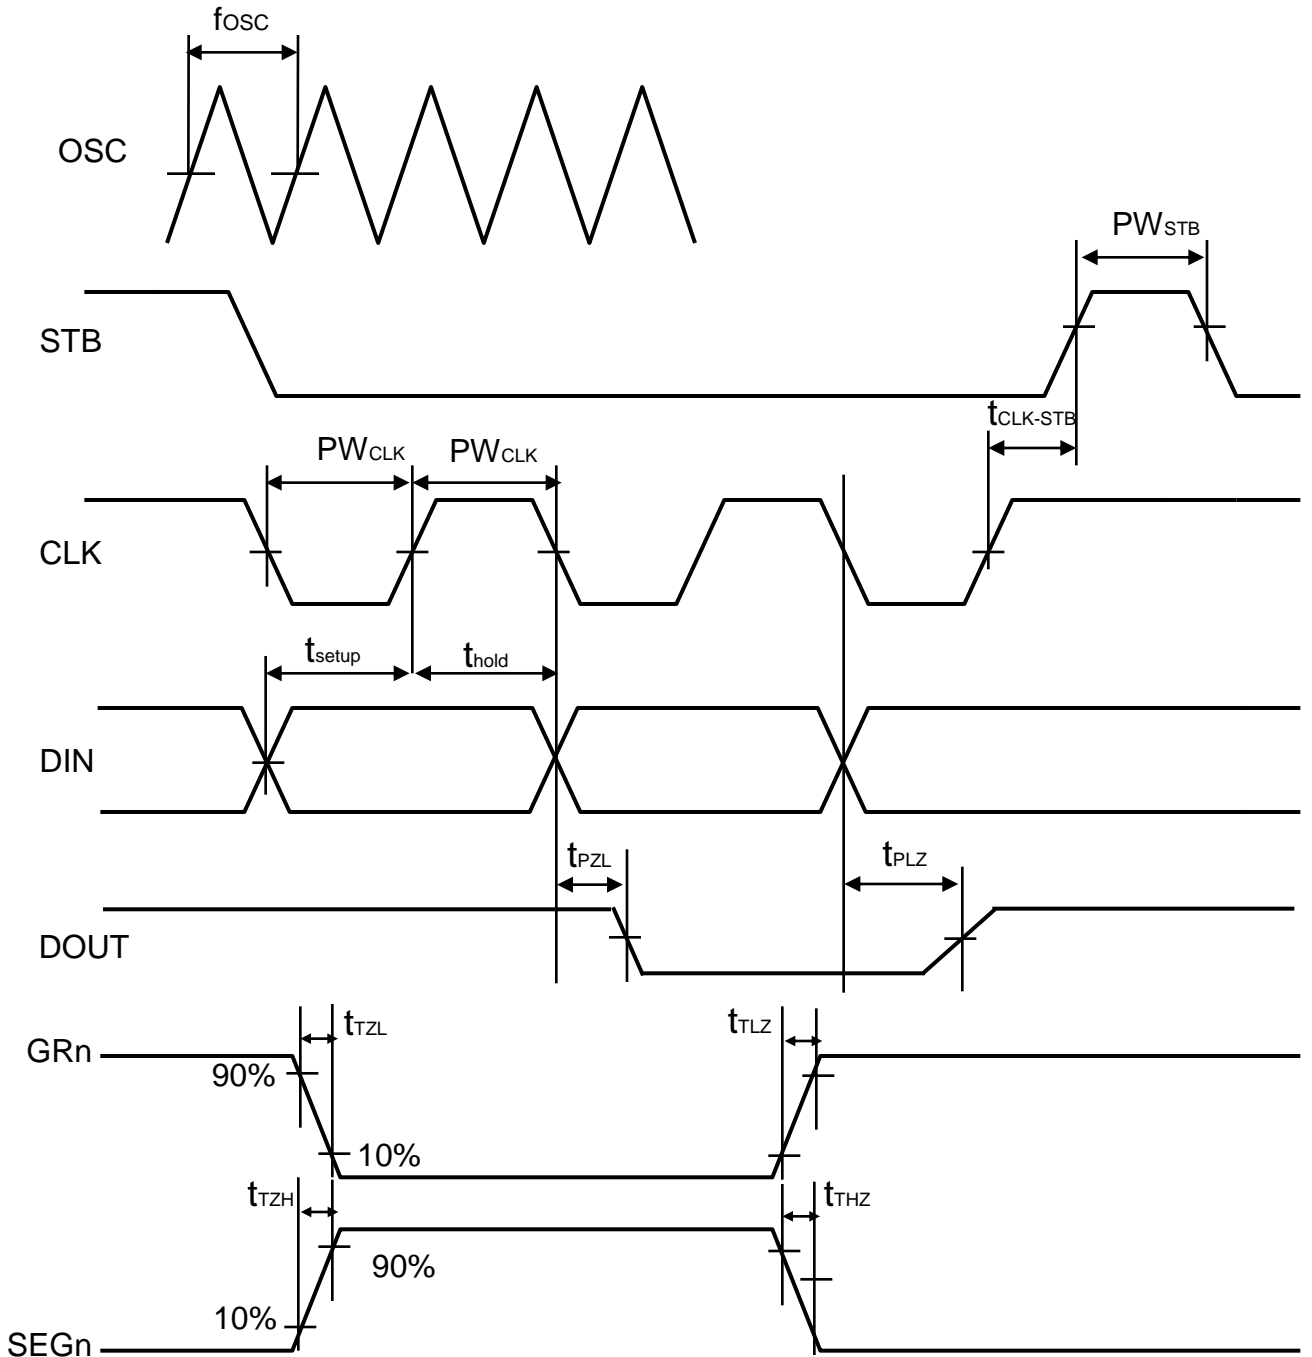 fOSC
OSC
PWSTB
STB
tCLK-STB
PWCLK PWCLK
CLK
tsetup thold
DIN
tPZL tPLZ
DOUT
tTZL tTLZ
GRn
90%
10%
tTZH tTHZ
90%
10%
SEGn